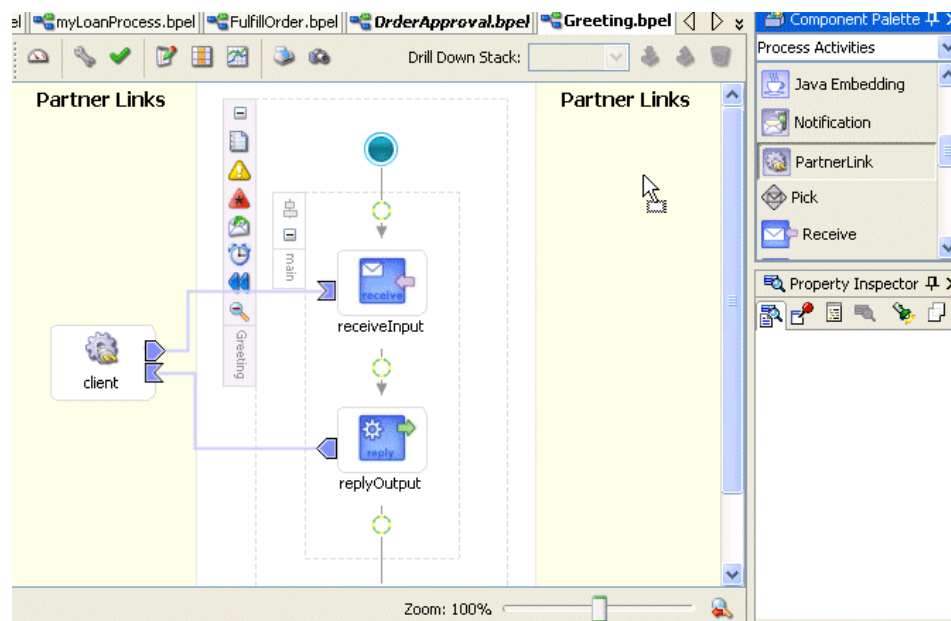 el myLoanProcess.bpel FulfillOrder.bpel OrderApproval.bpel Greeting.bpel
Component Palette
Process Activities
Drill Down Stack:
Java Embedding
Notification
PartnerLink
Pick
Receive
Partner Links
Partner Links
main
receive
receiveInput
Greeting
client
reply
replyOutput
Property Inspector
Zoom: 100%